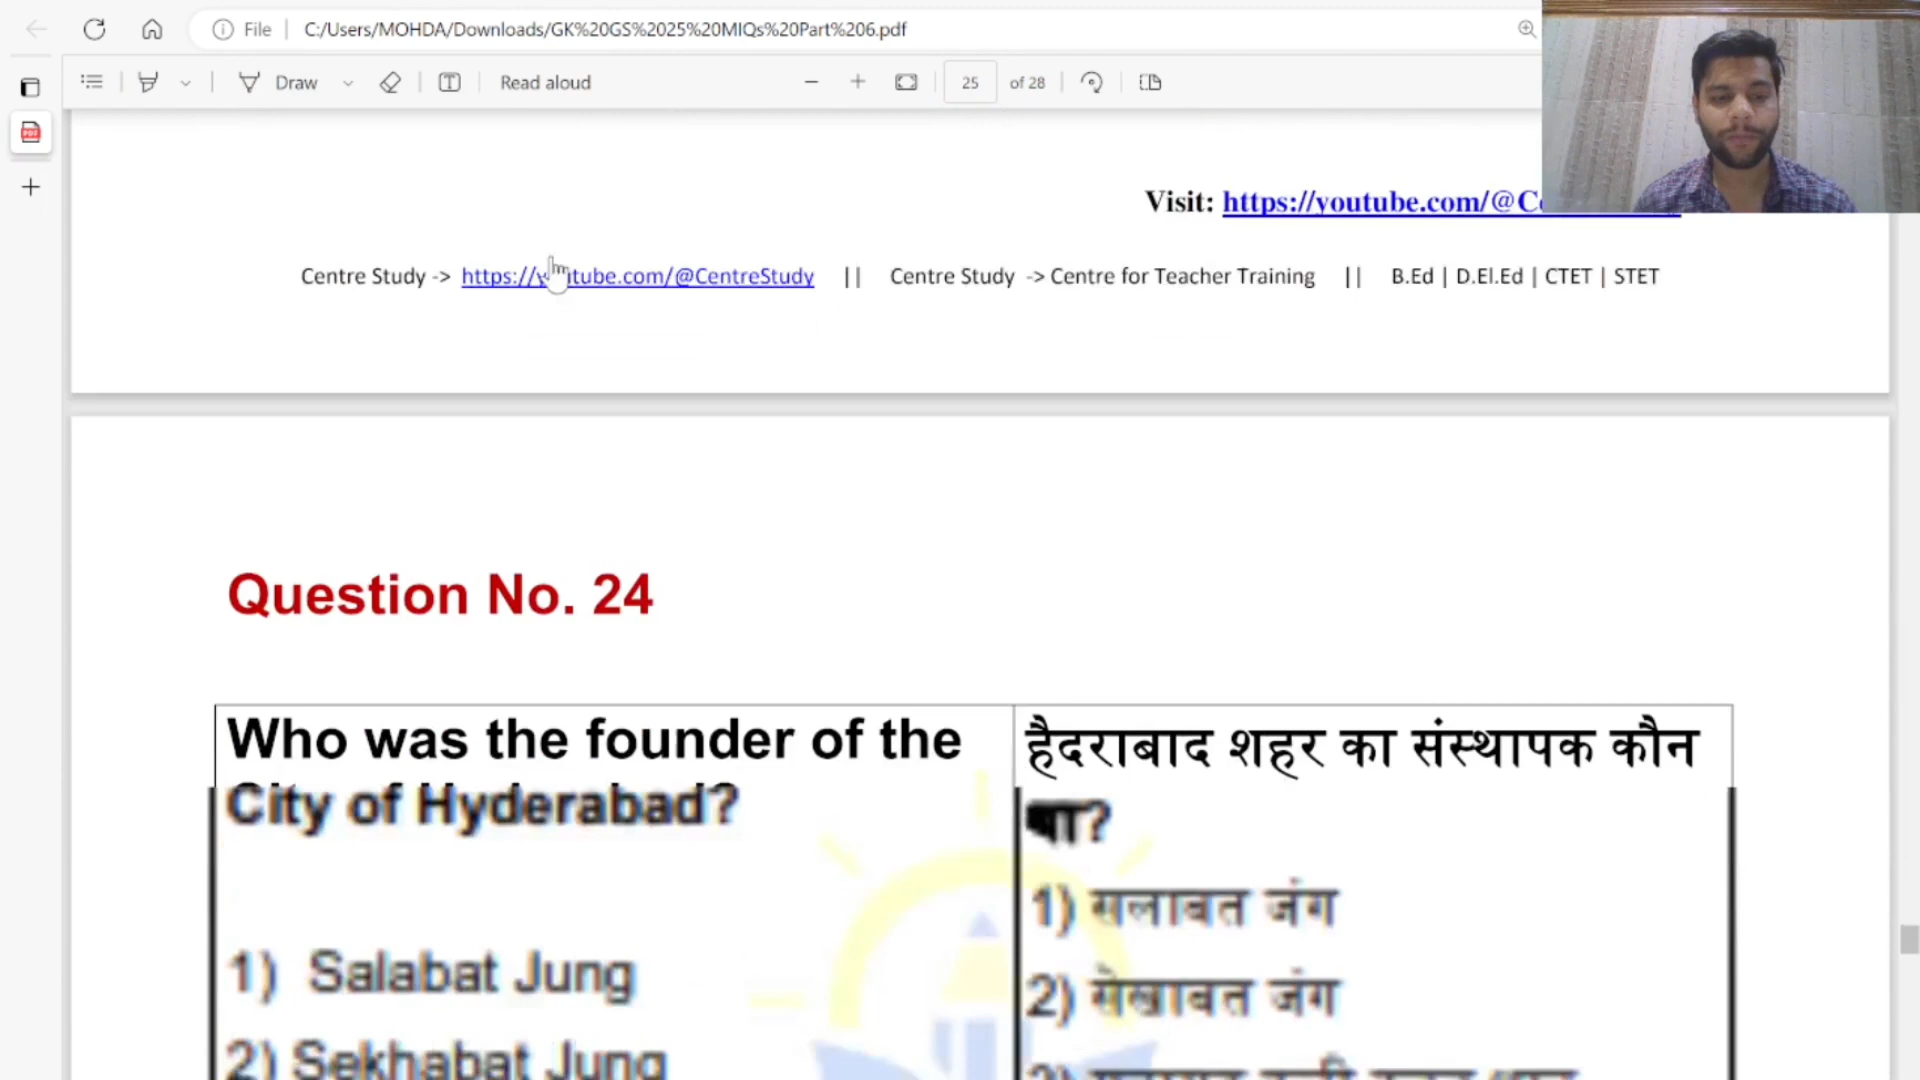 File C:/Users/MOHDA/Downloads/GK%20GS%2025%20MIQs%20Part%206.pdf
Draw Read aloud 25 of 28
Visit: https://youtube.com/@C
Centre Study -> https://youtube.com/@CentreStudy || Centre Study -> Centre for Teacher Training || B.Ed | D.El.Ed | CTET | STET
Question No. 24
Who was the founder of the
City of Hyderabad?
1) Salabat Jung
2) Sekhabat Jung
हैदराबाद शहर का संस्थापक कौन
था?
1) सलाबत जंग
2) सेखाबत जंग